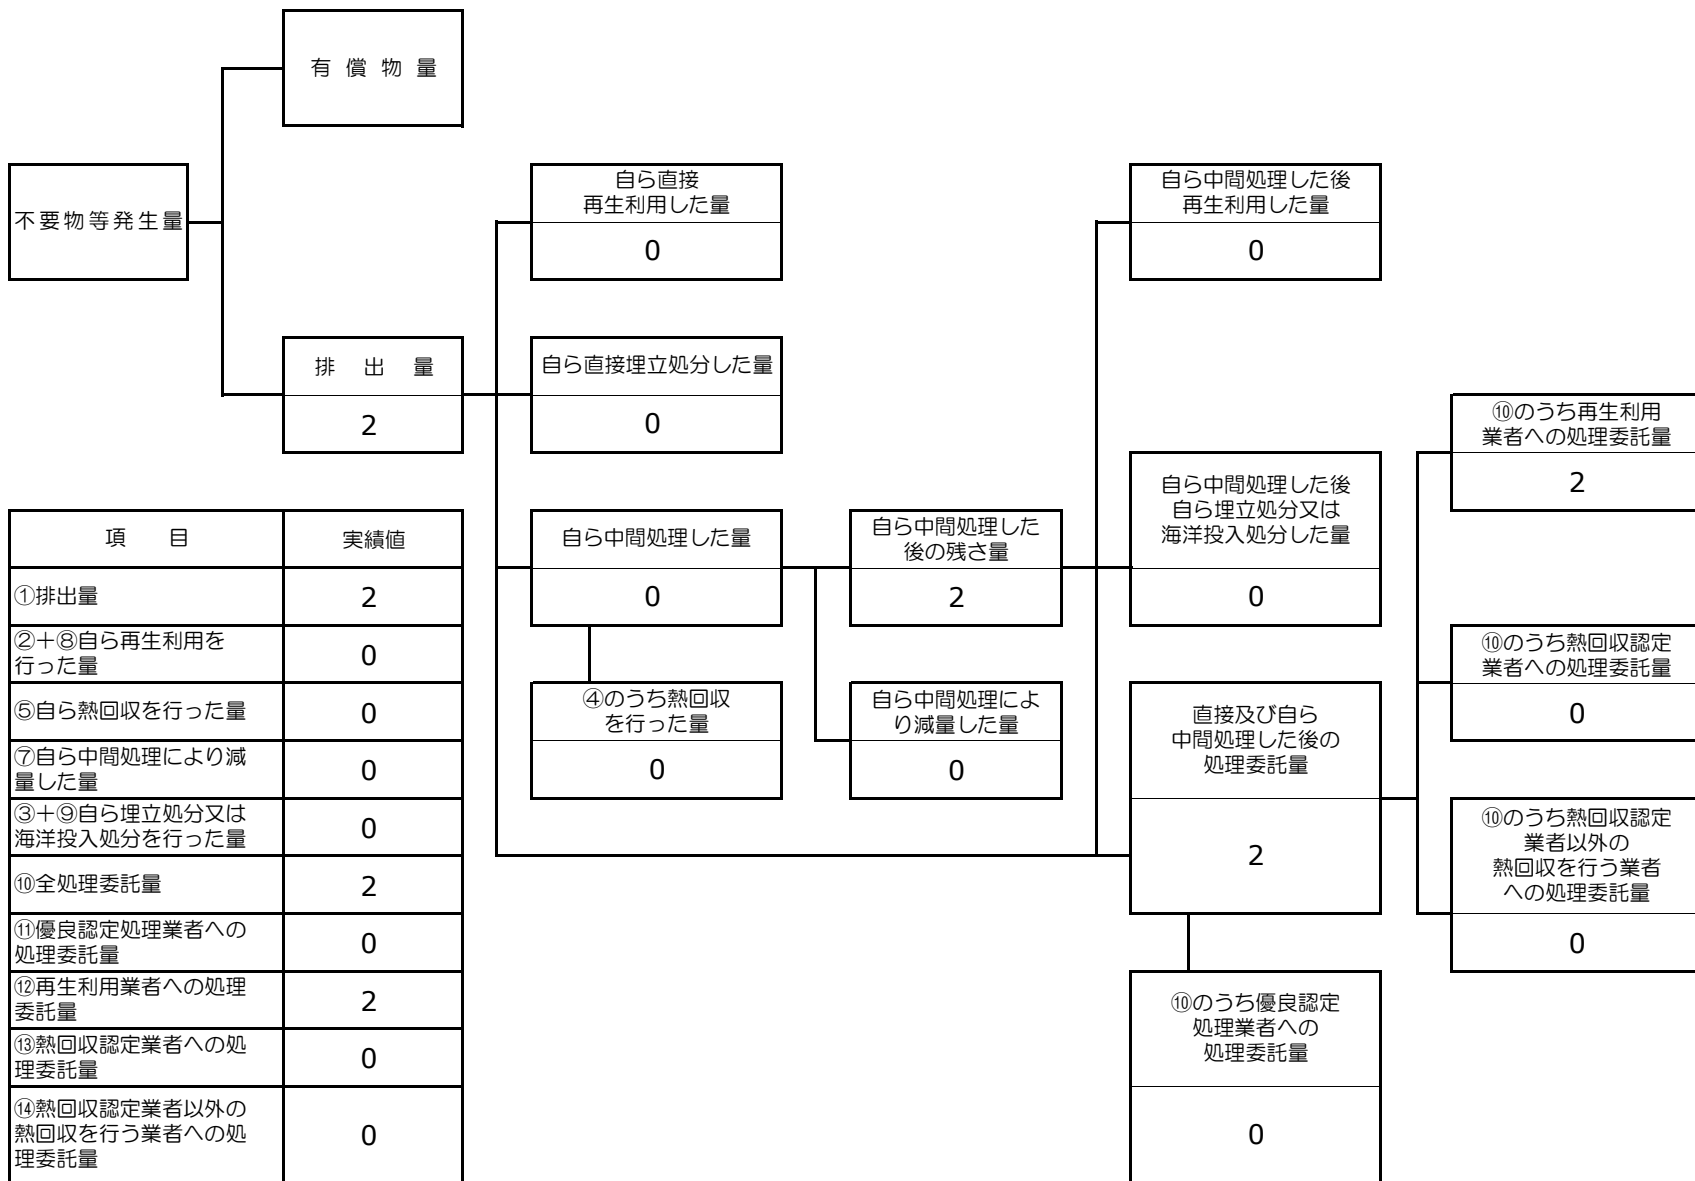 有 償 物 量
不要物等発生量
自ら直接
再生利用した量
0
自ら中間処理した後
再生利用した量
0
排 出 量
2
自ら直接埋立処分した量
0
⑩のうち再生利用
業者への処理委託量
2
自ら中間処理した後
自ら埋立処分又は
海洋投入処分した量
0
自ら中間処理した量
0
自ら中間処理した
後の残さ量
2
④のうち熱回収
を行った量
0
自ら中間処理によ
り減量した量
0
直接及び自ら
中間処理した後の
処理委託量
2
⑩のうち熱回収認定
業者への処理委託量
0
⑩のうち熱回収認定
業者以外の
熱回収を行う業者
への処理委託量
0
⑩のうち優良認定
処理業者への
処理委託量
0
項 目 実績値
①排出量 2
②+⑧自ら再生利用を
行った量 0
⑤自ら熱回収を行った量 0
⑦自ら中間処理により減
量した量 0
③+⑨自ら埋立処分又は
海洋投入処分を行った量 0
⑩全処理委託量 2
⑪優良認定処理業者への
処理委託量 0
⑫再生利用業者への処理
委託量 2
⑬熱回収認定業者への処
理委託量 0
⑭熱回収認定業者以外の
熱回収を行う業者への処
理委託量 0